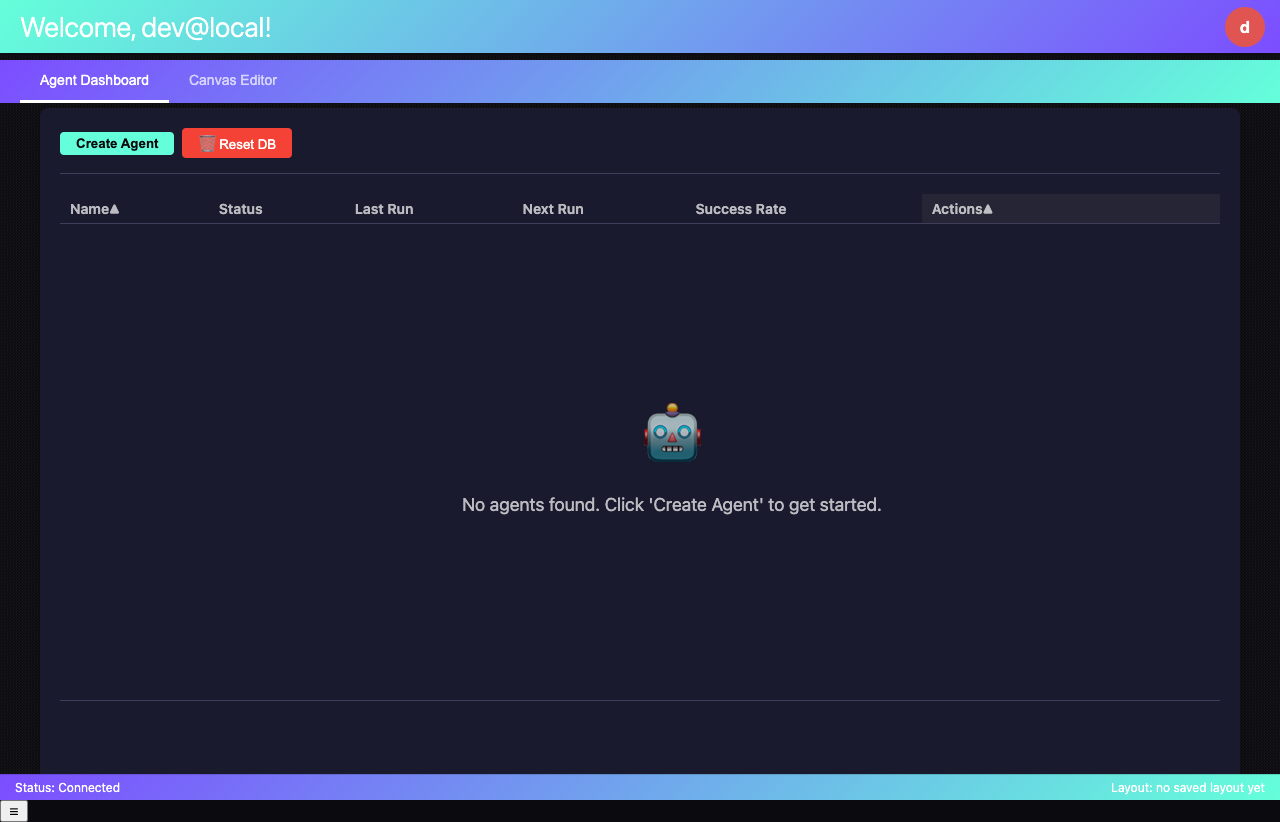 Welcome, dev@local!
d
Agent Dashboard
Canvas Editor
Create Agent
Reset DB
Name▲ Status Last Run Next Run Success Rate Actions▲
No agents found. Click 'Create Agent' to get started.
Status: Connected
Layout: no saved layout yet
≡